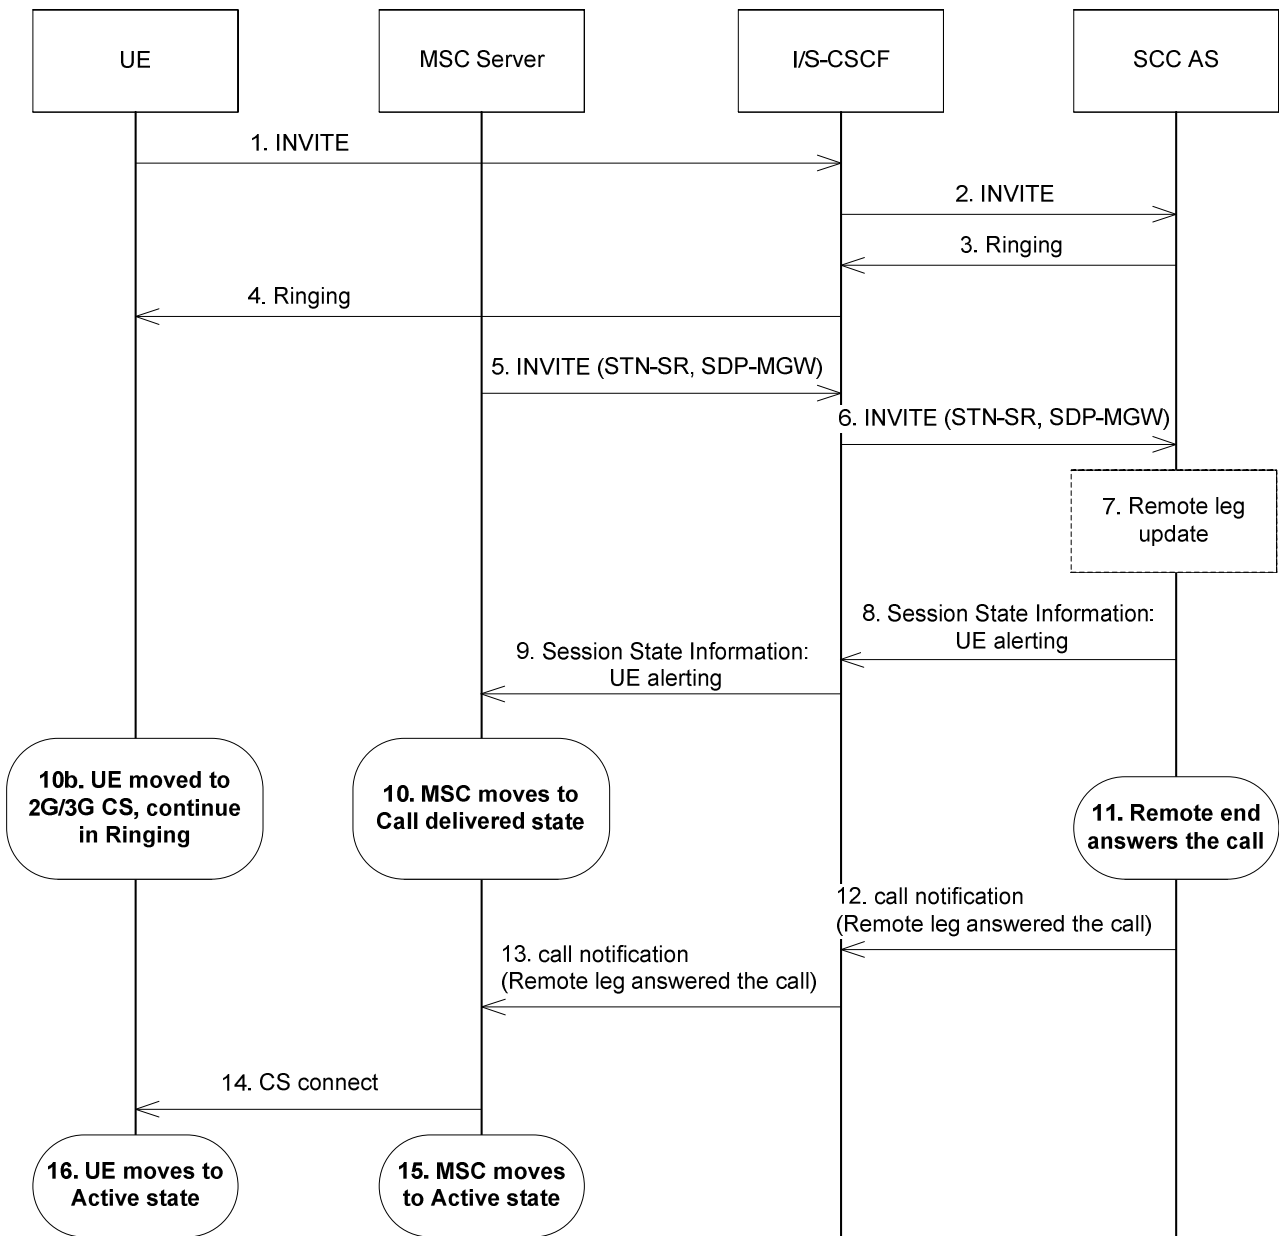 UE
MSC Server
I/S-CSCF
SCC AS
1. INVITE
2. INVITE
3. Ringing
4. Ringing
5. INVITE (STN-SR, SDP-MGW)
6. INVITE (STN-SR, SDP-MGW)
7. Remote leg
update
8. Session State Information:
UE alerting
9. Session State Information:
UE alerting
10b. UE moved to
2G/3G CS, continue
in Ringing
10. MSC moves to
Call delivered state
11. Remote end
answers the call
12. call notification
(Remote leg answered the call)
13. call notification
(Remote leg answered the call)
14. CS connect
16. UE moves to
Active state
15. MSC moves
to Active state